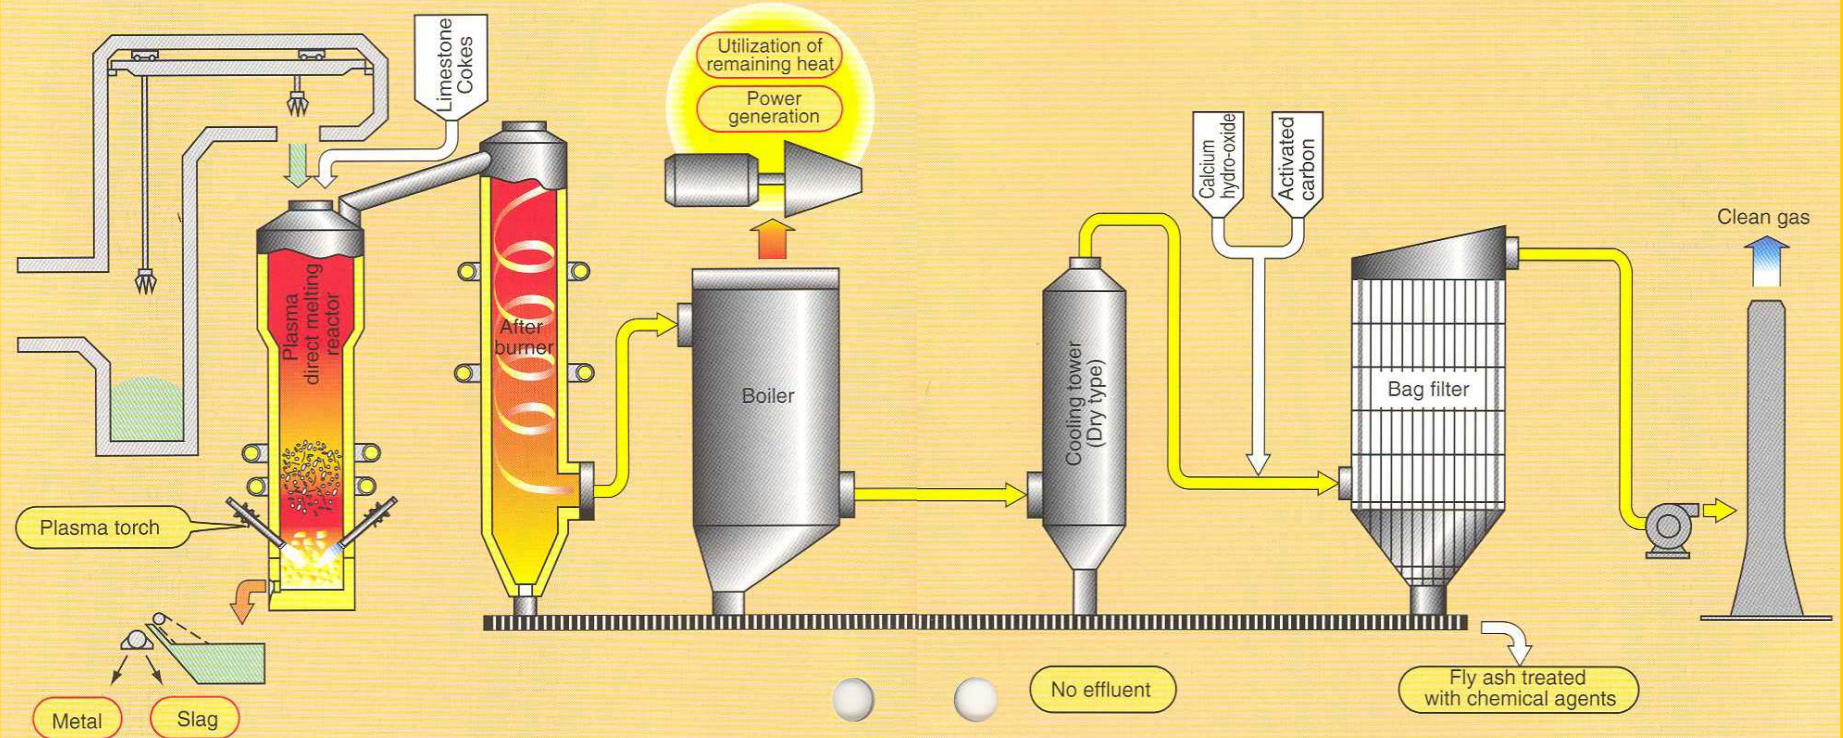 Limestone
Cokes
Utilization of
remaining heat
Power
generation
Plasma
direct melting
reactor
After
burner
Boiler
Plasma torch
Metal
Slag
Calcium
hydro-oxide
Activated
carbon
Cooling tower
(Dry type)
Bag filter
Clean gas
No effluent
Fly ash treated
with chemical agents